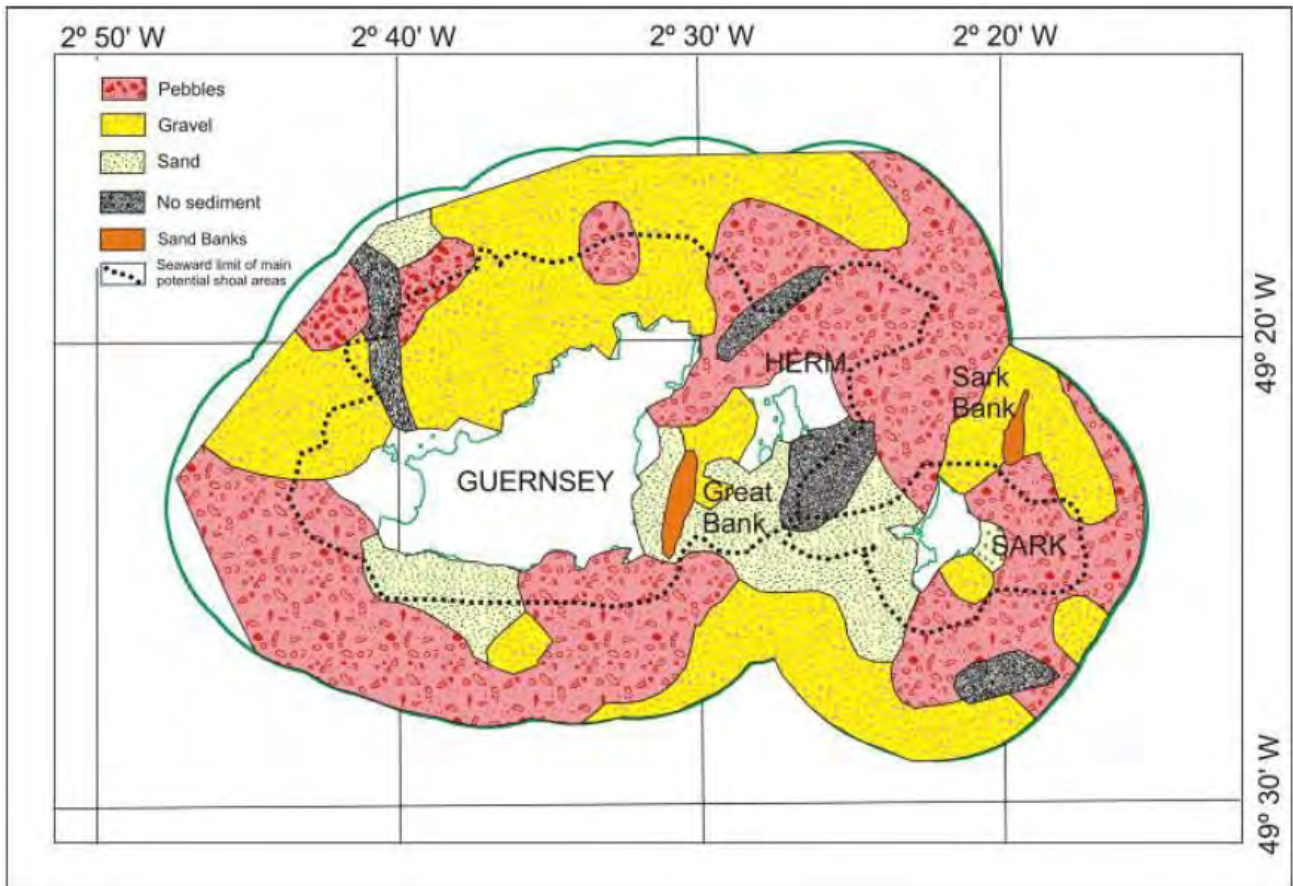 2º 50' W
2º 40' W
2º 30' W
2º 20' W
Pebbles
Gravel
Sand
No sediment
Sand Banks
Seaward limit of main
potential shoal areas
49º 20' W
HERM
Sark
Bank
GUERNSEY
Great
Bank
SARK
49º 30' W